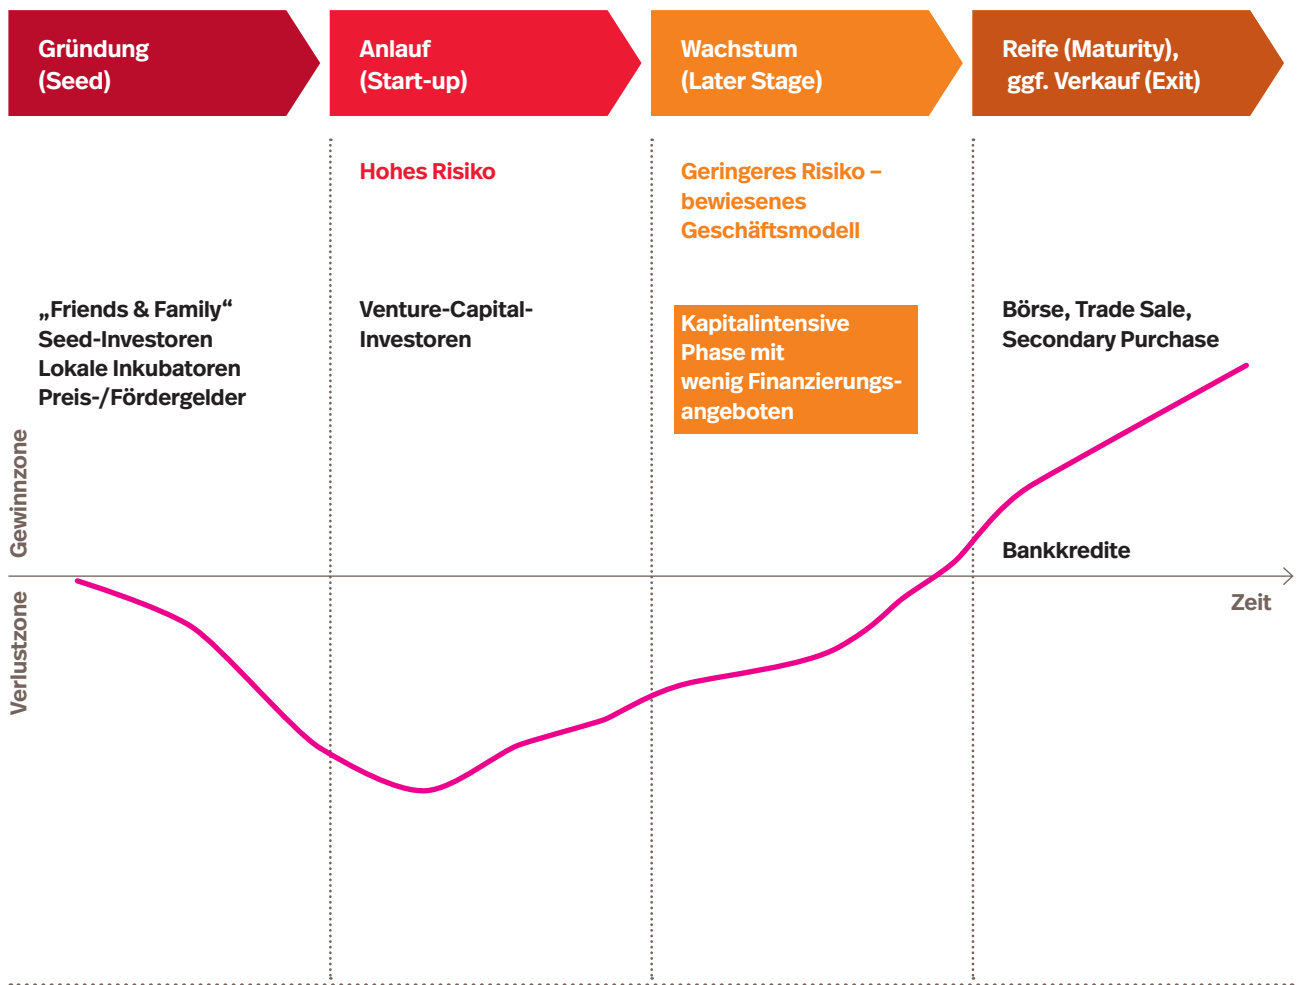 Gründung
(Seed)
Anlauf
(Start-up)
Wachstum
(Later Stage)
Reife (Maturity),
ggf. Verkauf (Exit)
Hohes Risiko
Geringeres Risiko –
bewiesenes
Geschäftsmodell
„Friends & Family“
Seed-Investoren
Lokale Inkubatoren
Preis-/Fördergelder
Venture-Capital-
Investoren
Kapitalintensive
Phase mit
wenig Finanzierungs-
angeboten
Börse, Trade Sale,
Secondary Purchase
Gewinnzone
Bankkredite
Zeit
Verlustzone